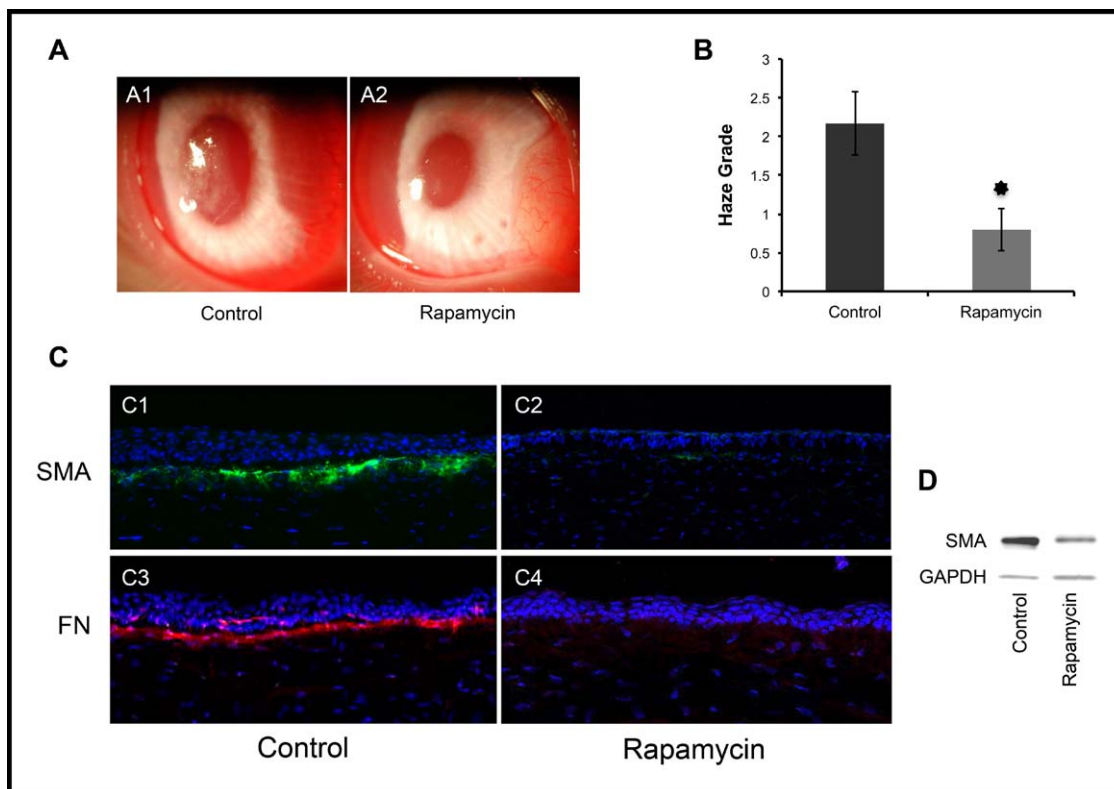 A
A1
A2
Control
Rapamycin
B
3
2.5
2
1.5
1
0.5
0
Haze Grade
Control
Rapamycin
C
C1
C2
SMA
C3
C4
FN
Control
Rapamycin
D
SMA
GAPDH
Control
Rapamycin